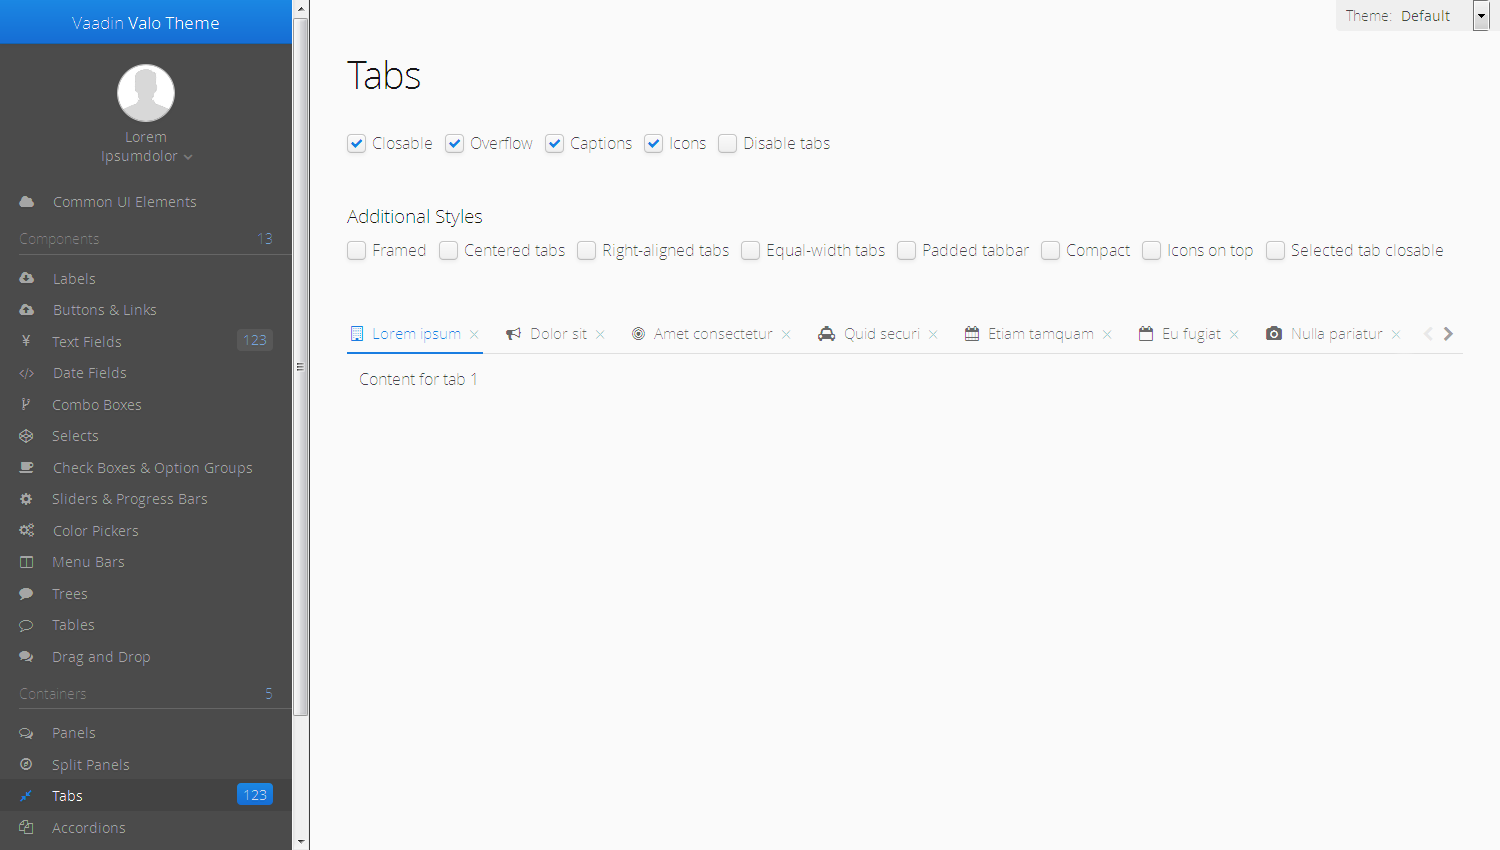 Vaadin Valo Theme
Lorem
Ipsumdolor
Common UI Elements
Components 13
Labels
Buttons & Links
Text Fields 123
Date Fields
Combo Boxes
Selects
Check Boxes & Option Groups
Sliders & Progress Bars
Color Pickers
Menu Bars
Trees
Tables
Drag and Drop
Containers 5
Panels
Split Panels
Tabs 123
Accordions
Theme: Default
Tabs
Closable Overflow Captions Icons Disable tabs
Additional Styles
Framed Centered tabs Right-aligned tabs Equal-width tabs Padded tabbar Compact Icons on top Selected tab closable
Lorem ipsum × Dolor sit × Amet consectetur × Quid securi × Etiam tamquam × Eu fugiat × Nulla pariatur ×
Content for tab 1